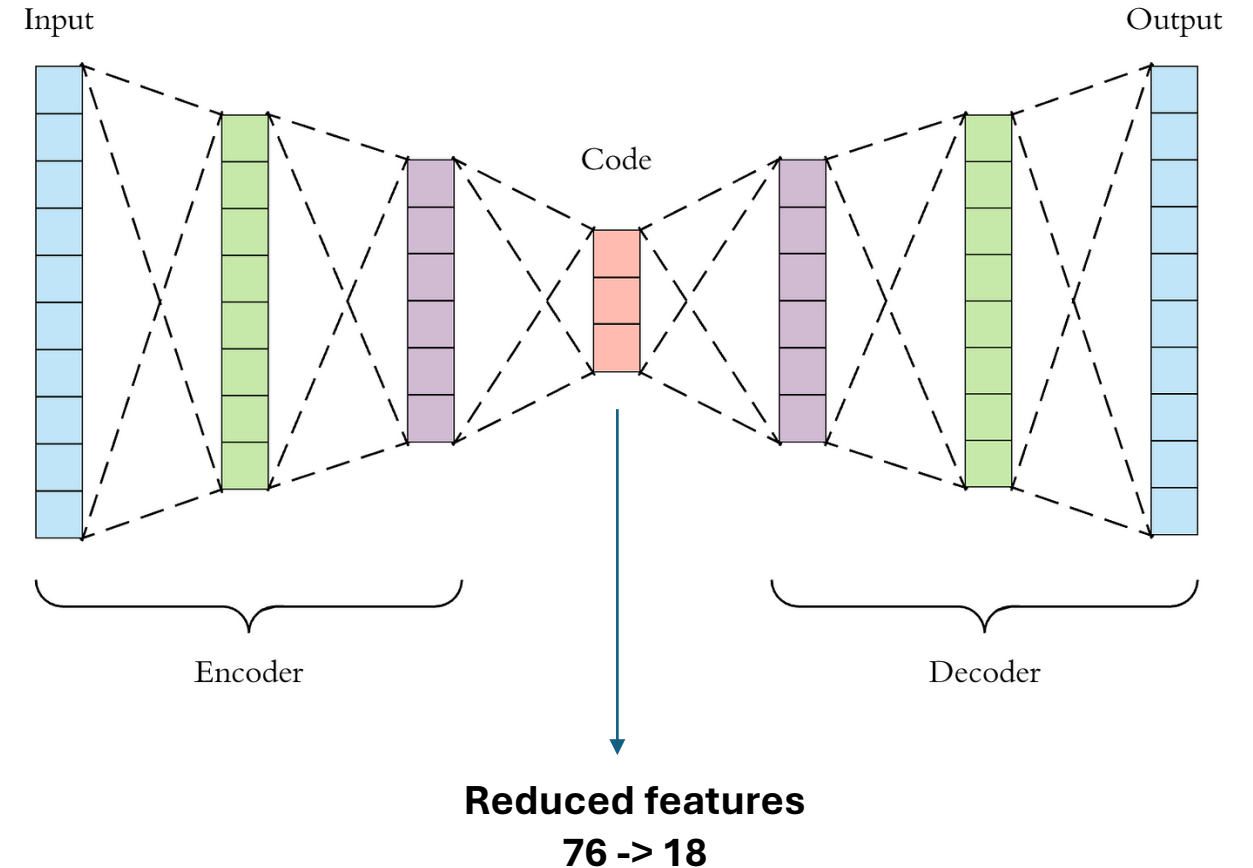 Input
Output
Code
Encoder
Decoder
Reduced features
76 -> 18